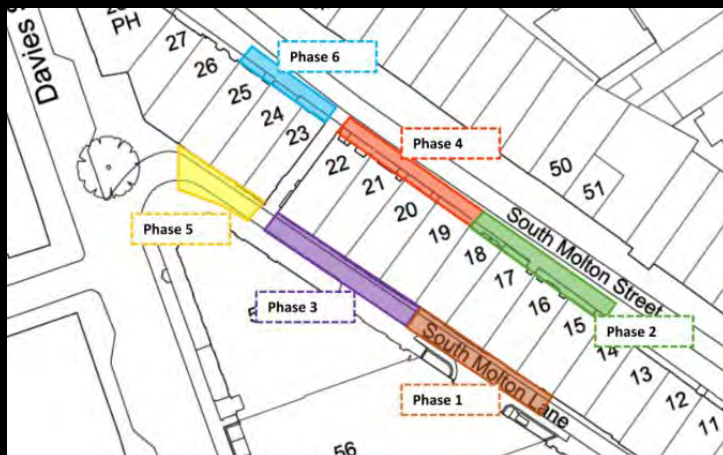 PH
Davies
27
26
25
24
23
Phase 6
22
21
20
19
18
17
16
15
14
13
12
11
Phase 4
50
51
South Molton Street
Phase 2
Phase 5
Phase 3
South Molton Lane
Phase 1
56